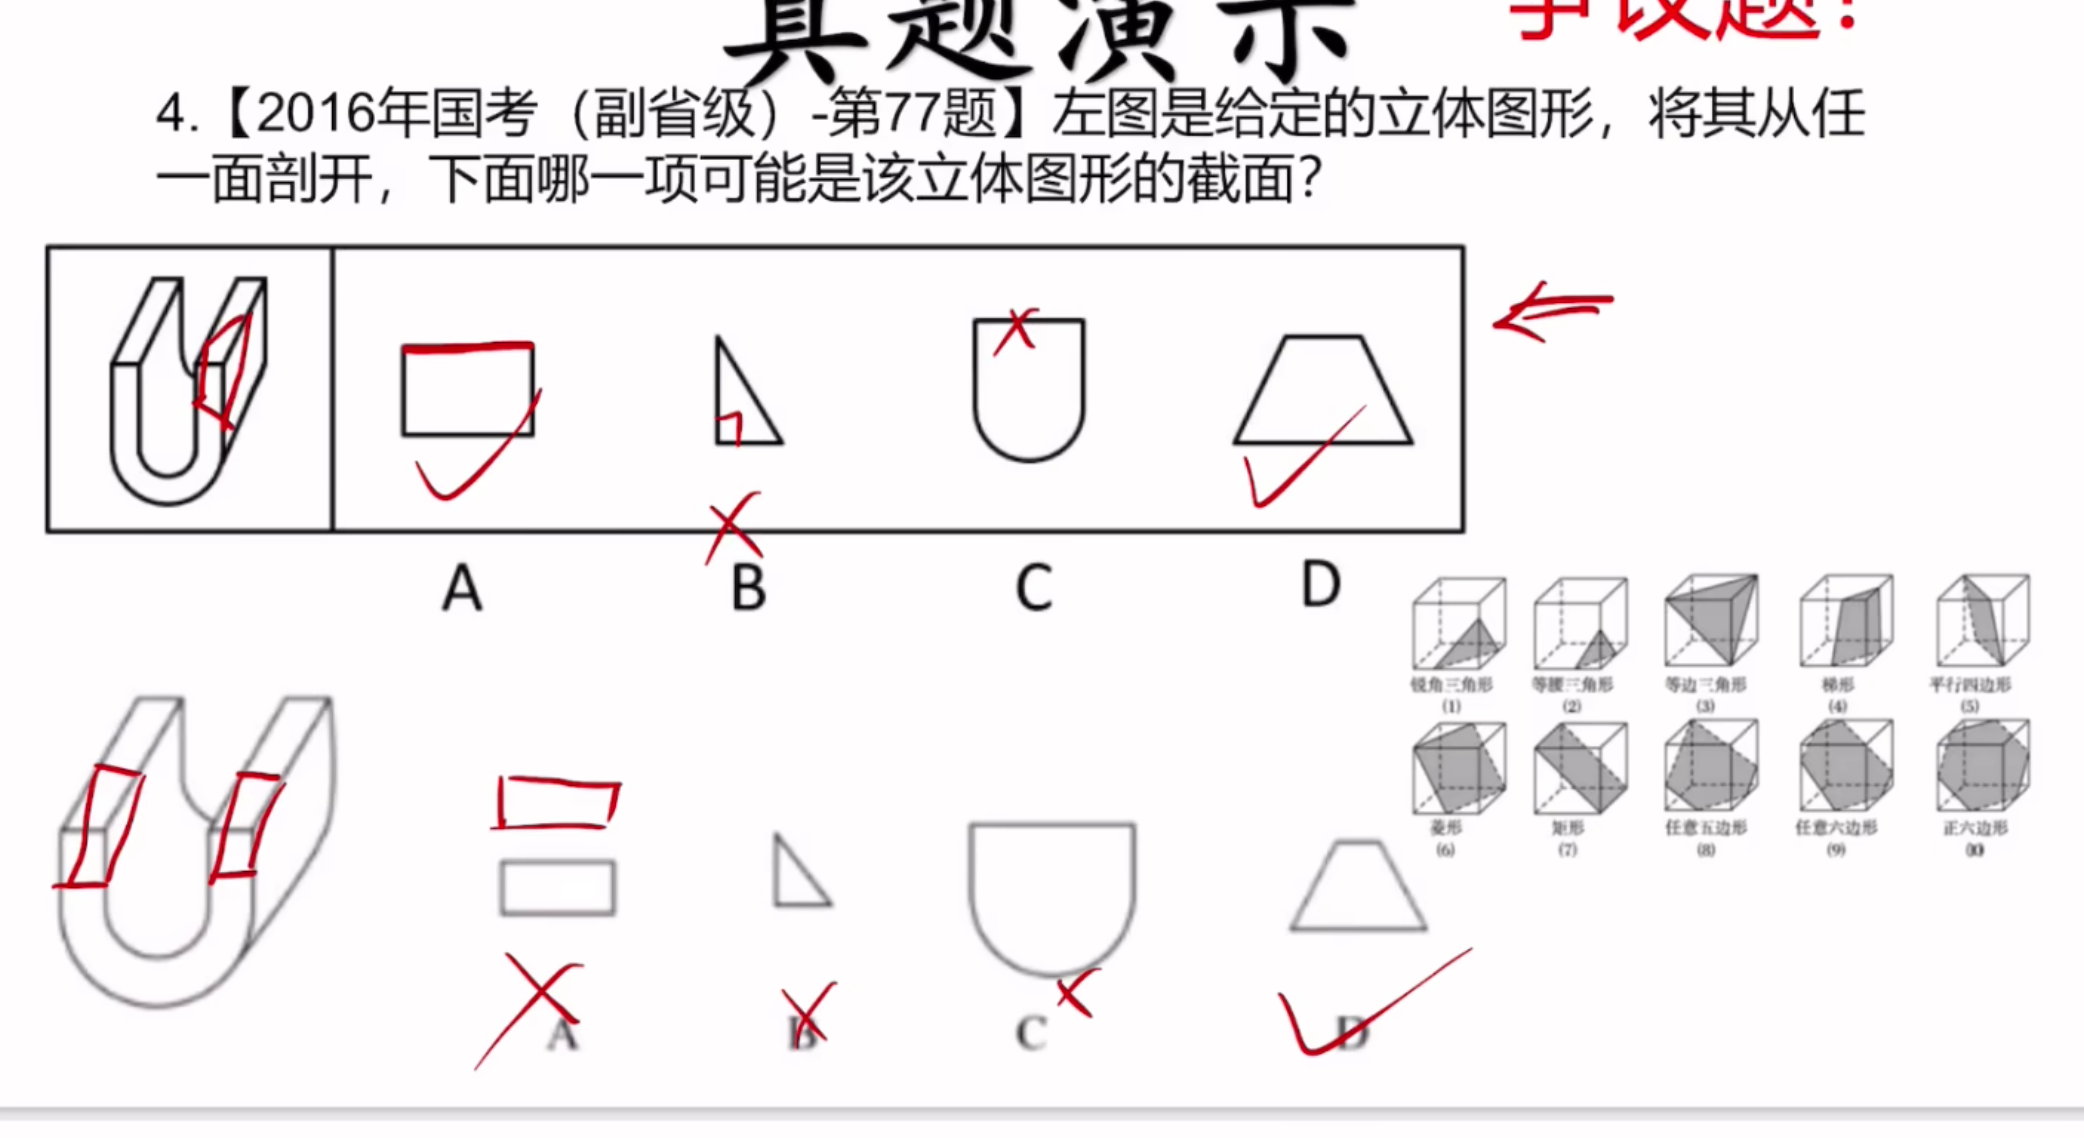 真题演示 争议题！
4.【2016年国考（副省级）-第77题】左图是给定的立体图形，将其从任
一面剖开，下面哪一项可能是该立体图形的截面？
A B C D
锐角三角形 等腰三角形 等边三角形 梯形 平行四边形
(1) (2) (3) (4) (5)
菱形 矩形 任意五边形 任意六边形 正六边形
(6) (7) (8) (9) (10)
A B C D